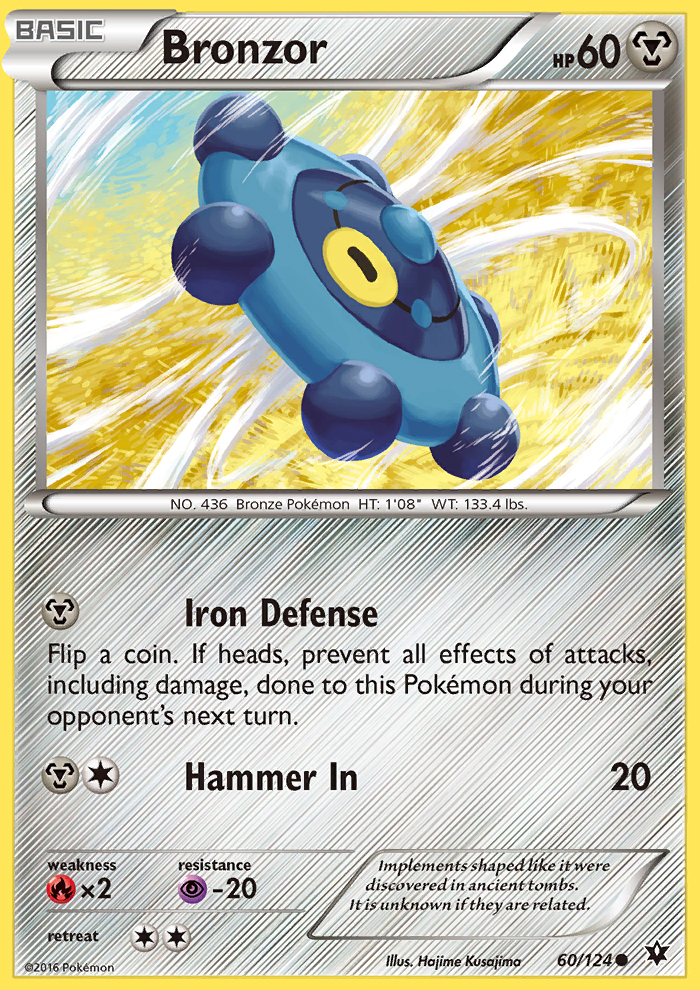 BASIC
Bronzor
HP60
NO. 436 Bronze Pokémon HT: 1'08" WT: 133.4 lbs.
Iron Defense
Flip a coin. If heads, prevent all effects of attacks,
including damage, done to this Pokémon during your
opponent's next turn.
Hammer In 20
weakness resistance
×2 -20
Implements shaped like it were
discovered in ancient tombs.
It is unknown if they are related.
retreat
©2016 Pokémon
Illus. Hajime Kusajima 60/124